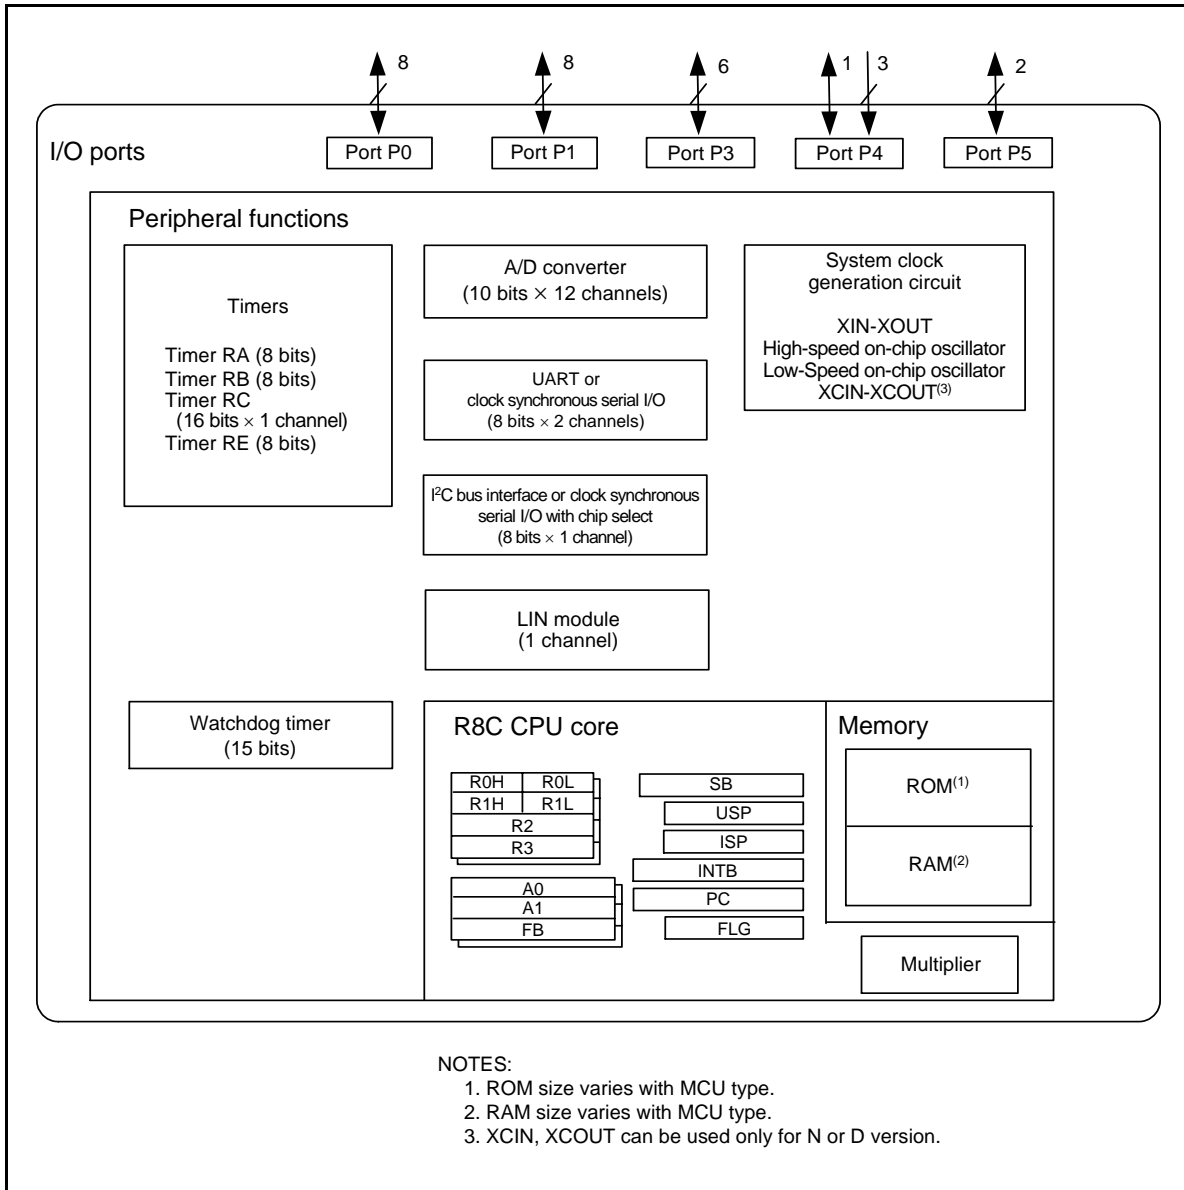 8
8
6
1
3
2
I/O ports
Port P0
Port P1
Port P3
Port P4
Port P5
Peripheral functions
Timers
Timer RA (8 bits)
Timer RB (8 bits)
Timer RC
(16 bits × 1 channel)
Timer RE (8 bits)
A/D converter
(10 bits × 12 channels)
System clock
generation circuit
XIN-XOUT
High-speed on-chip oscillator
Low-Speed on-chip oscillator
XCIN-XCOUT(3)
UART or
clock synchronous serial I/O
(8 bits × 2 channels)
I²C bus interface or clock synchronous
serial I/O with chip select
(8 bits × 1 channel)
LIN module
(1 channel)
Watchdog timer
(15 bits)
R8C CPU core
R0H
R0L
R1H
R1L
R2
R3
A0
A1
FB
SB
USP
ISP
INTB
PC
FLG
Memory
ROM(1)
RAM(2)
Multiplier
NOTES:
1. ROM size varies with MCU type.
2. RAM size varies with MCU type.
3. XCIN, XCOUT can be used only for N or D version.